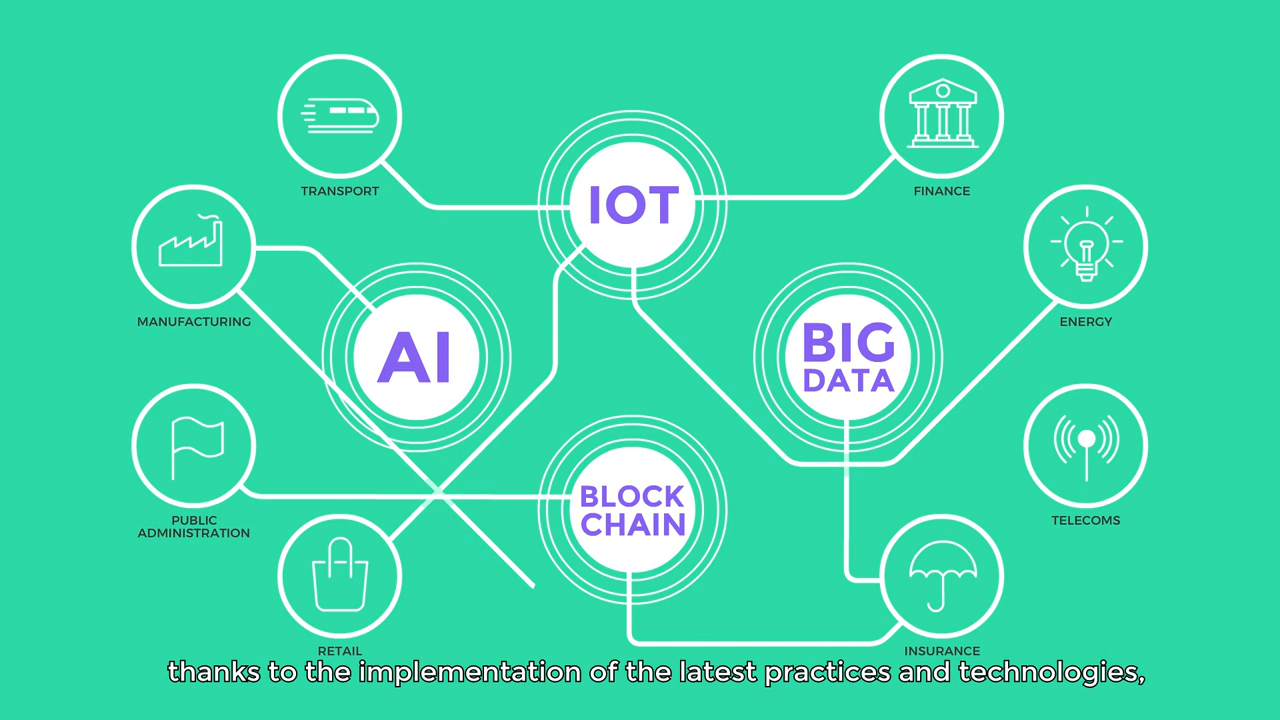 TRANSPORT
IOT
FINANCE
MANUFACTURING
AI
BIG
DATA
ENERGY
PUBLIC
ADMINISTRATION
BLOCK
CHAIN
TELECOMS
RETAIL
INSURANCE
thanks to the implementation of the latest practices and technologies,